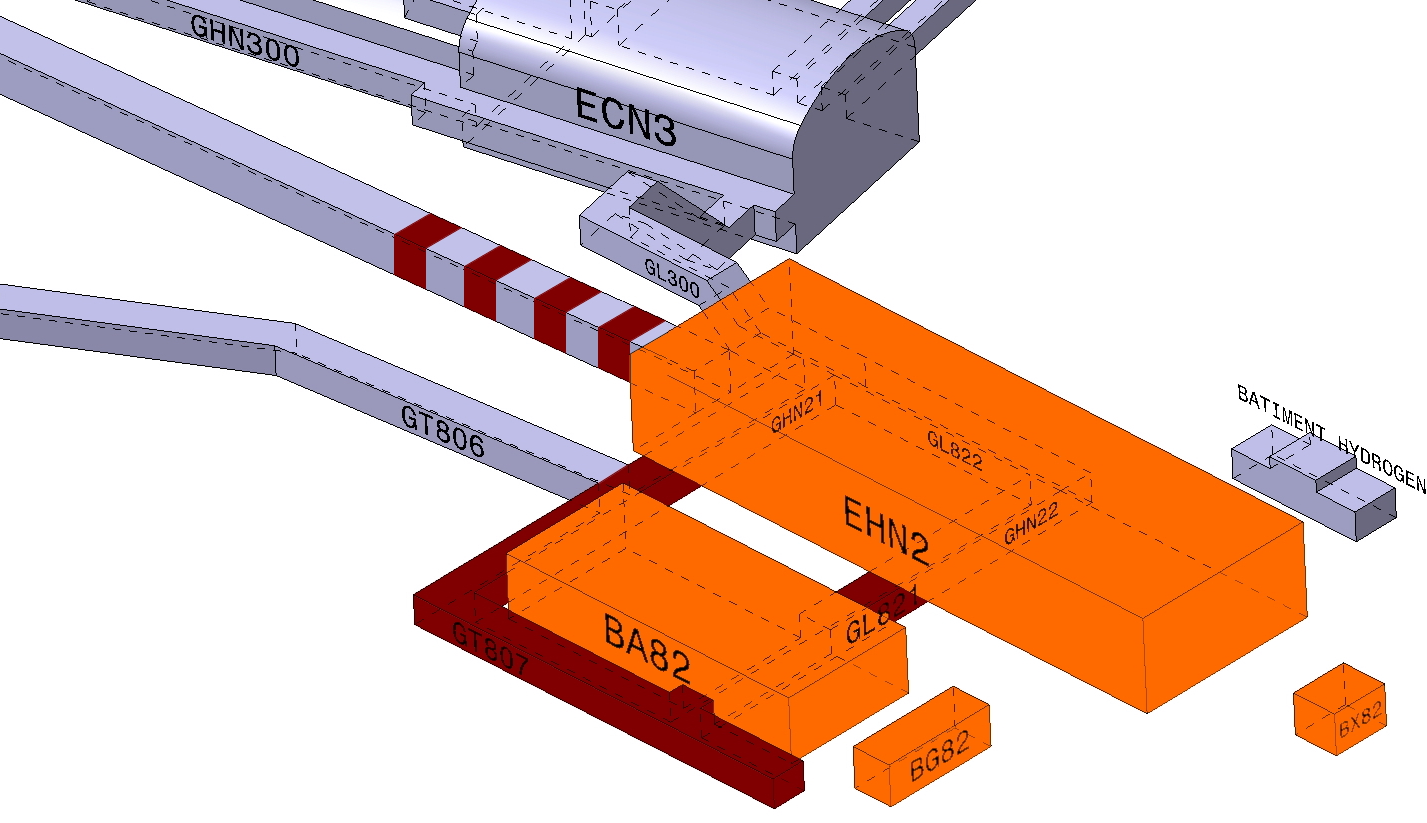 GHN300
ECN3
GL300
GT806
GHN21
GL822
BATIMENT HYDROGEN
EHN2
GHN22
GL821
BA82
GT807
BG82
BX82